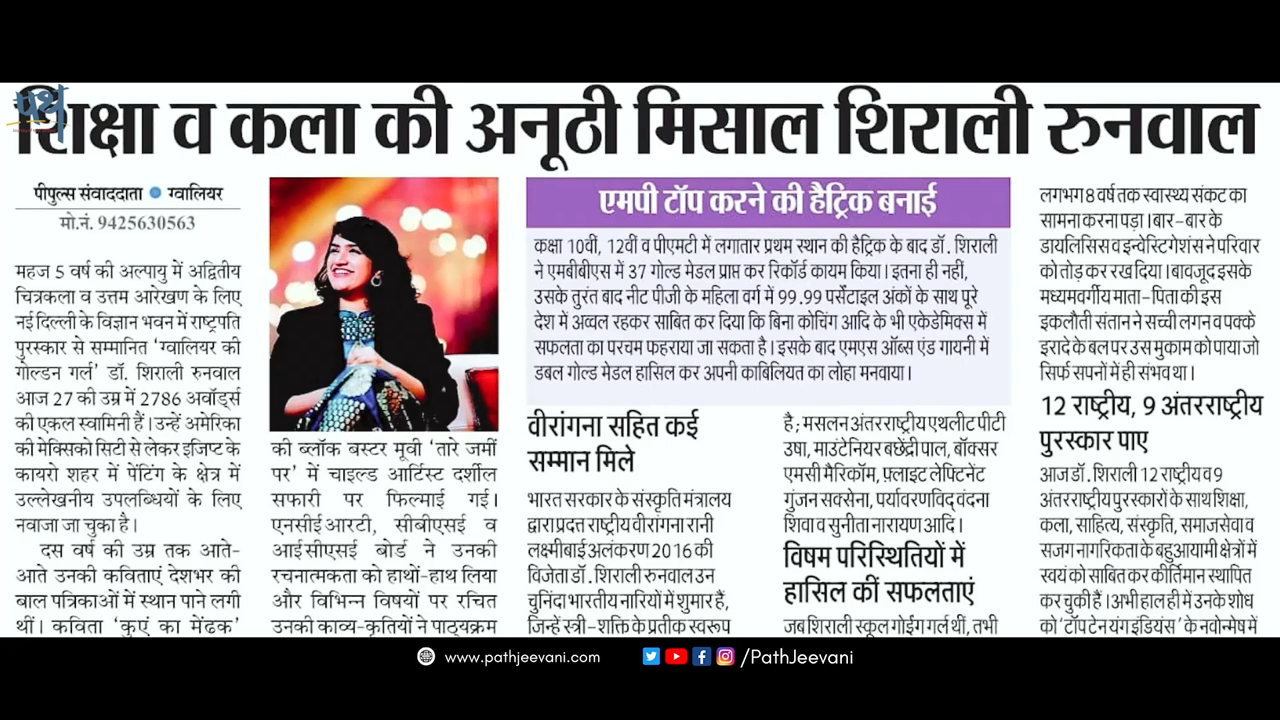 पथ
शिक्षा व कला की अनूठी मिसाल शिराली रुनवाल
पीपुल्स संवाददाता ● ग्वालियर
मो.नं. 9425630563
महज 5 वर्ष की अल्पायु में अद्वितीय
चित्रकला व उत्तम आरेखण के लिए
नई दिल्ली के विज्ञान भवन में राष्ट्रपति
पुरस्कार से सम्मानित ‘ग्वालियर की
गोल्डन गर्ल’ डॉ. शिराली रुनवाल
आज 27 की उम्र में 2786 अवॉर्ड्स
की एकल स्वामिनी हैं। उन्हें अमेरिका
की मेक्सिको सिटी से लेकर इजिप्ट के
कायरो शहर में पेंटिंग के क्षेत्र में
उल्लेखनीय उपलब्धियों के लिए
नवाजा जा चुका है।
दस वर्ष की उम्र तक आते-
आते उनकी कविताएं देशभर की
बाल पत्रिकाओं में स्थान पाने लगी
थीं। कविता ‘कुएं का मेंढक’
की ब्लॉक बस्टर मूवी ‘तारे जमीं
पर’ में चाइल्ड आर्टिस्ट दर्शील
सफारी पर फिल्माई गई।
एनसीईआरटी, सीबीएसई व
आईसीएसई बोर्ड ने उनकी
रचनात्मकता को हाथों-हाथ लिया
और विभिन्न विषयों पर रचित
उनकी काव्य-कृतियों ने पाठ्यक्रम
एमपी टॉप करने की हैट्रिक बनाई
कक्षा 10वीं, 12वीं व पीएमटी में लगातार प्रथम स्थान की हैट्रिक के बाद डॉ. शिराली
ने एमबीबीएस में 37 गोल्ड मेडल प्राप्त कर रिकॉर्ड कायम किया। इतना ही नहीं,
उसके तुरंत बाद नीट पीजी के महिला वर्ग में 99.99 पर्सेंटाइल अंकों के साथ पूरे
देश में अव्वल रहकर साबित कर दिया कि बिना कोचिंग आदि के भी एकेडेमिक्स में
सफलता का परचम फहराया जा सकता है। इसके बाद एमएस ऑब्स एंड गायनी में
डबल गोल्ड मेडल हासिल कर अपनी काबिलियत का लोहा मनवाया।
वीरांगना सहित कई
सम्मान मिले
भारत सरकार के संस्कृति मंत्रालय
द्वारा प्रदत्त राष्ट्रीय वीरांगना रानी
लक्ष्मीबाई अलंकरण 2016 की
विजेता डॉ. शिराली रुनवाल उन
चुनिंदा भारतीय नारियों में शुमार हैं,
जिन्हें स्त्री-शक्ति के प्रतीक स्वरूप
है; मसलन अंतरराष्ट्रीय एथलीट पीटी
उषा, माउंटेनियर बछेंद्री पाल, बॉक्सर
एमसी मैरिकॉम, फ़्लाइट लेफ्टिनेंट
गुंजन सक्सेना, पर्यावरणविद् वंदना
शिवा व सुनीता नारायण आदि।
विषम परिस्थितियों में
हासिल कीं सफलताएं
जब शिराली स्कूल गोईंग गर्ल थीं, तभी
लगभग 8 वर्ष तक स्वास्थ्य संकट का
सामना करना पड़ा। बार-बार के
डायलिसिस व इन्वेस्टिगेशंस ने परिवार
को तोड़ कर रख दिया। बावजूद इसके
मध्यमवर्गीय माता-पिता की इस
इकलौती संतान ने सच्ची लगन व पक्के
इरादे के बल पर उस मुकाम को पाया जो
सिर्फ सपनों में ही संभव था।
12 राष्ट्रीय, 9 अंतरराष्ट्रीय
पुरस्कार पाए
आज डॉ. शिराली 12 राष्ट्रीय व 9
अंतरराष्ट्रीय पुरस्कारों के साथ शिक्षा,
कला, साहित्य, संस्कृति, समाजसेवा व
सजग नागरिकता के बहुआयामी क्षेत्रों में
स्वयं को साबित कर कीर्तिमान स्थापित
कर चुकी हैं। अभी हाल ही में उनके शोध
को ‘टॉप टेन यंग इंडियंस’ के नवोन्मेष में
www.pathjeevani.com
/PathJeevani